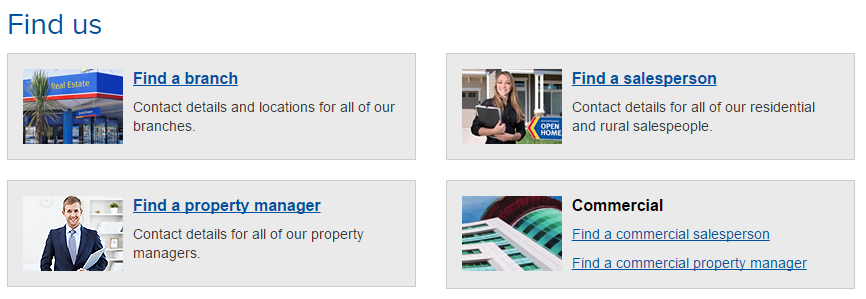 Find us
Find a branch
Real Estate
Contact details and locations for all of our
branches.
Find a salesperson
OPEN
HOME
Contact details for all of our residential
and rural salespeople.
Find a property manager
Contact details for all of our property
managers.
Commercial
Find a commercial salesperson
Find a commercial property manager